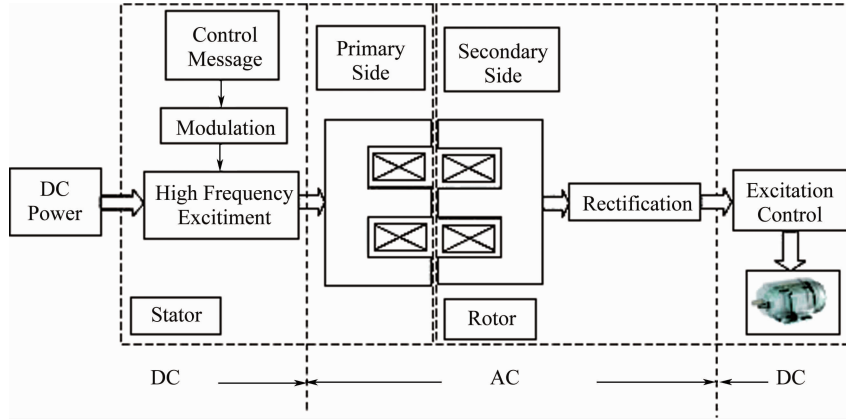 Control
Message
Primary
Side
Secondary
Side
Modulation
DC
Power
High Frequency
Excitiment
Rectification
Excitation
Control
Stator
Rotor
DC
AC
DC